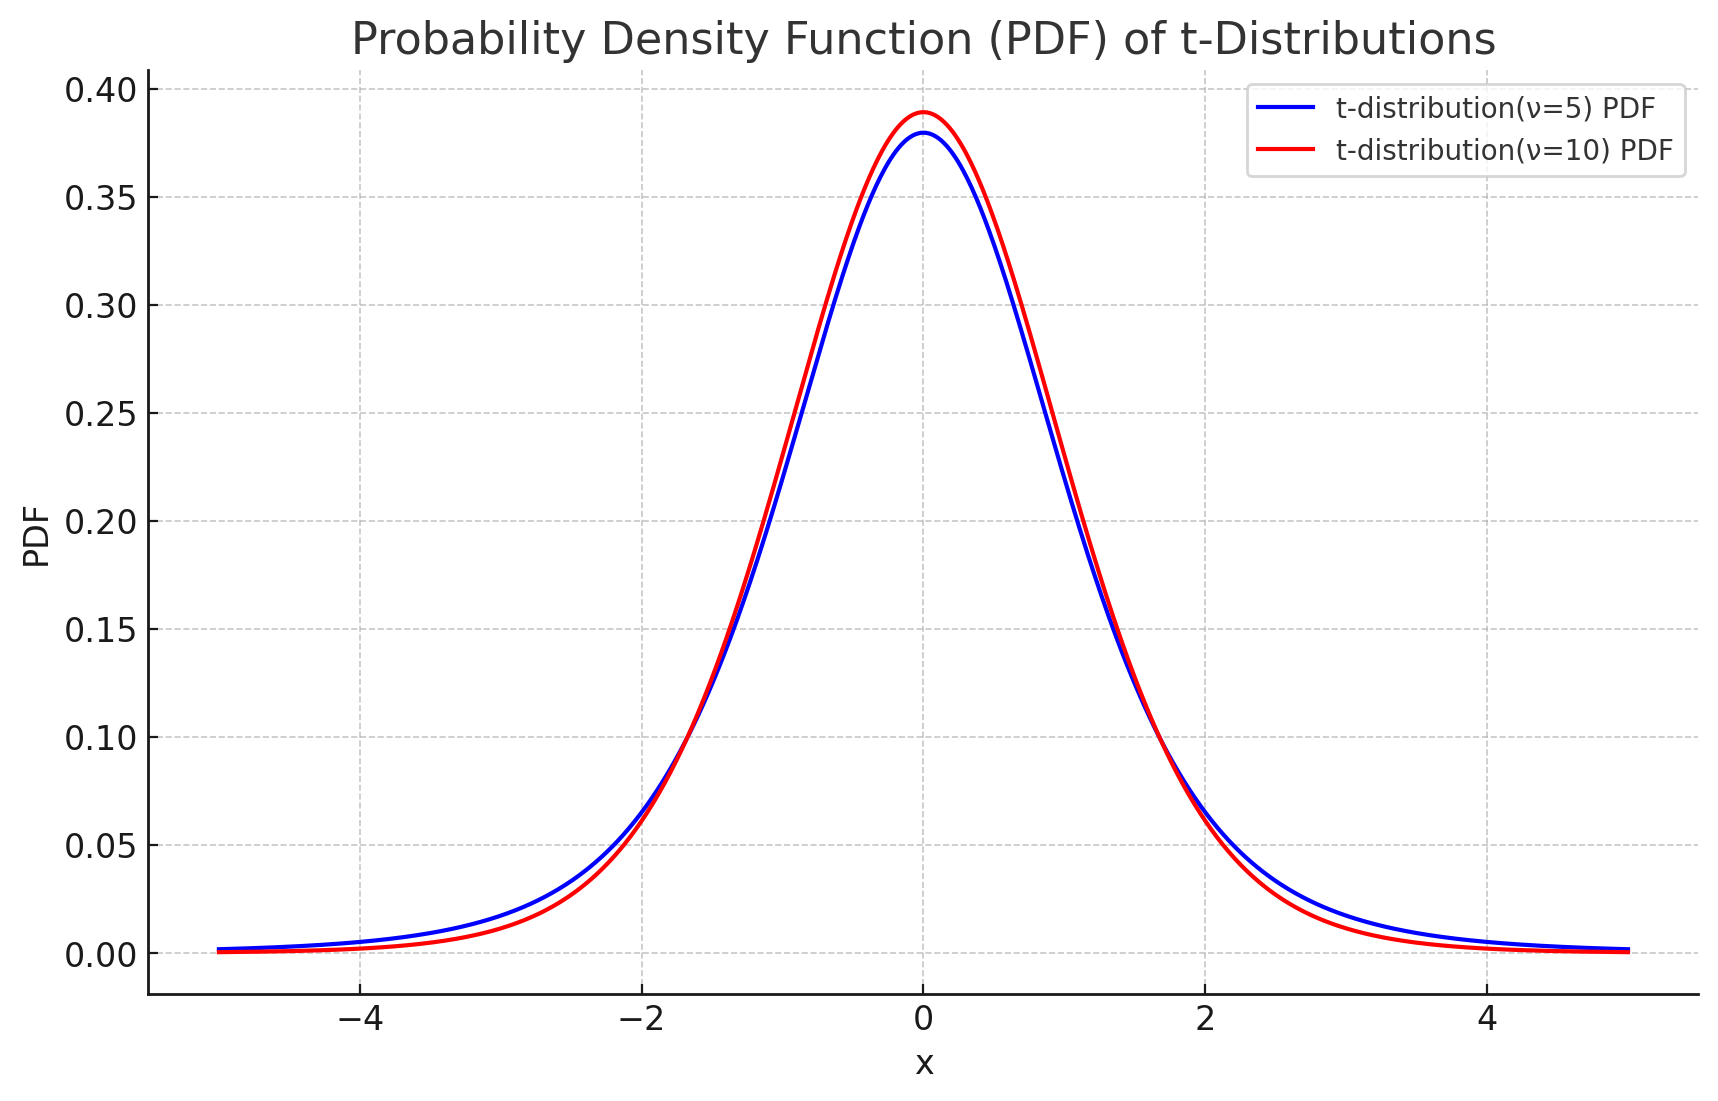 Probability Density Function (PDF) of t-Distributions
t-distribution(ν=5) PDF
t-distribution(ν=10) PDF
PDF
0.40
0.35
0.30
0.25
0.20
0.15
0.10
0.05
0.00
−4 −2 0 2 4
x